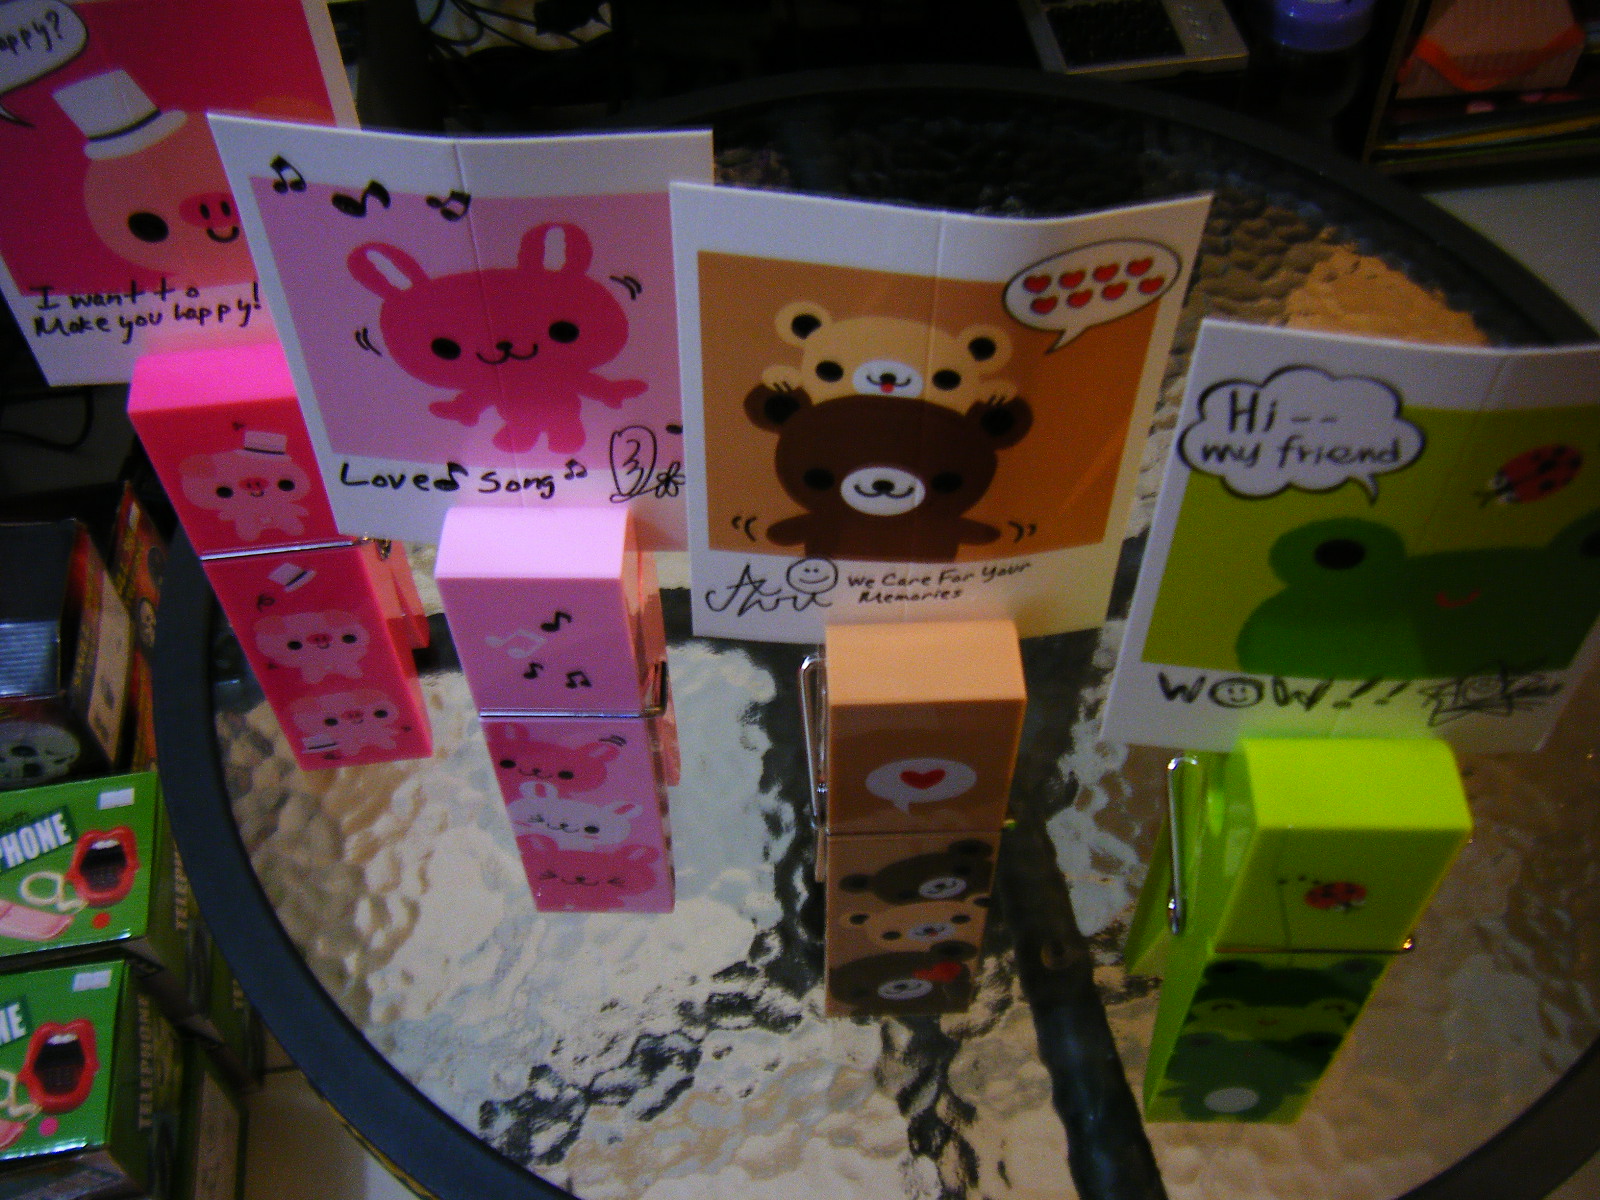 appy?
I want to
Make you happy!
Love Song
We Care For Your
Memories
Hi --
my friend
WOW!!
PHONE
TELEPHONE
NE
TELEPHONE